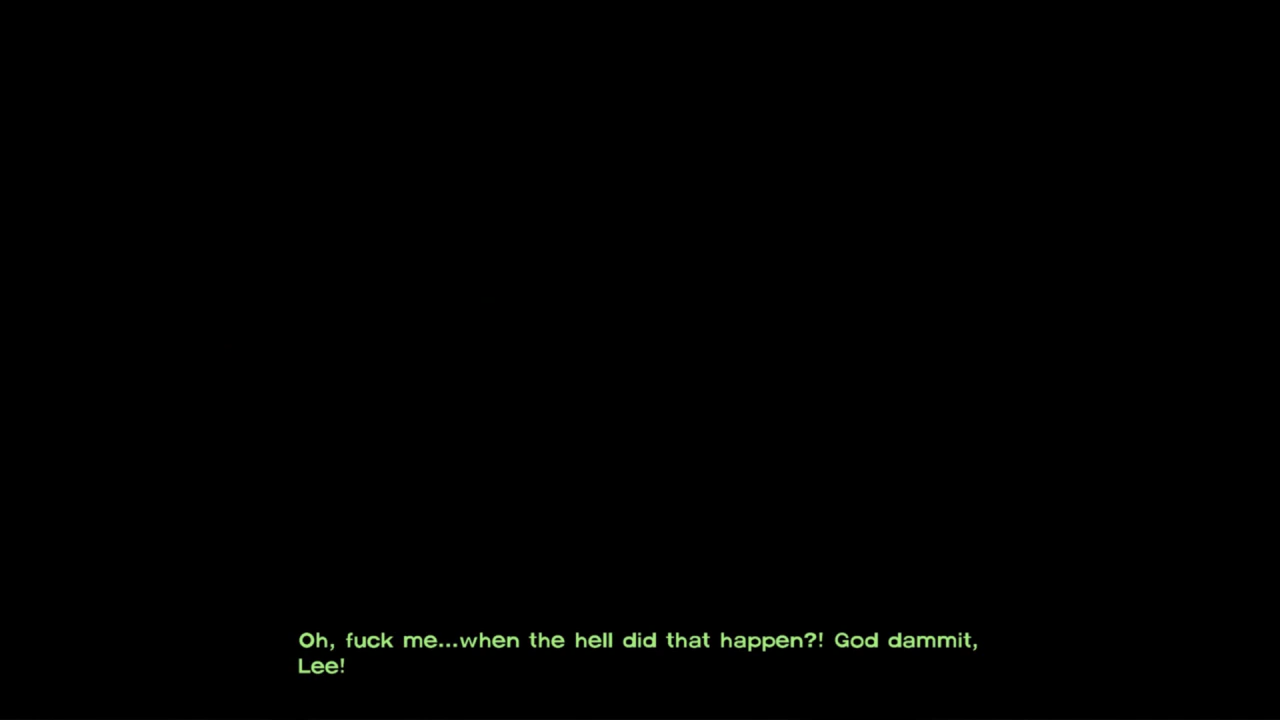 Oh, fuck me...when the hell did that happen?! God dammit,
Lee!